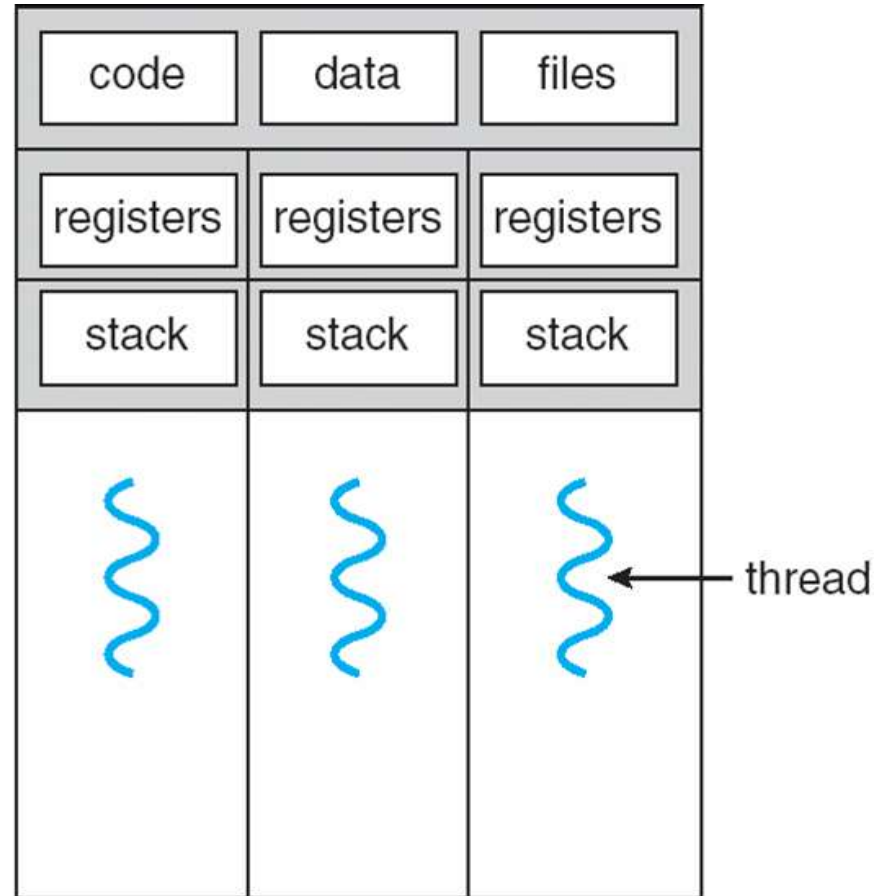 code data files
registers registers registers
stack stack stack
thread